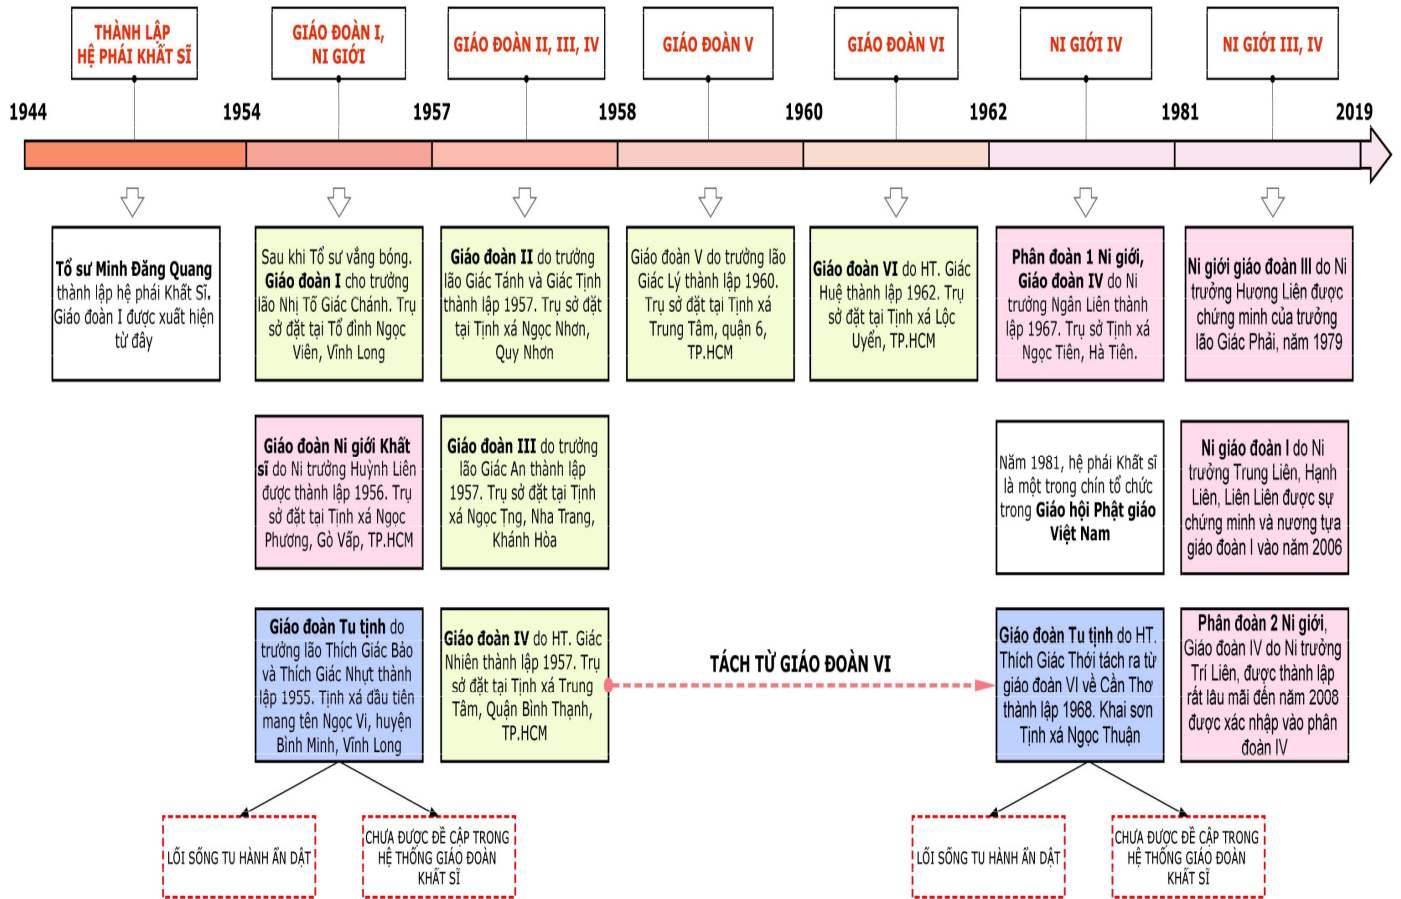 THÀNH LẬP
HỆ PHÁI KHẤT SĨ
GIÁO ĐOÀN I,
NI GIỚI
GIÁO ĐOÀN II, III, IV
GIÁO ĐOÀN V
GIÁO ĐOÀN VI
NI GIỚI IV
NI GIỚI III, IV
1944
1954
1957
1958
1960
1962
1981
2019
Tổ sư Minh Đăng Quang
thành lập hệ phái Khất Sĩ.
Giáo đoàn I được xuất hiện
từ đây
Sau khi Tổ sư vắng bóng.
Giáo đoàn I cho trưởng
lão Nhị Tổ Giác Chánh. Trụ
sở đặt tại Tổ đình Ngọc
Viên, Vĩnh Long
Giáo đoàn II do trưởng
lão Giác Tánh và Giác Tịnh
thành lập 1957. Trụ sở đặt
tại Tịnh xá Ngọc Nhơn,
Quy Nhơn
Giáo đoàn V do trưởng lão
Giác Lý thành lập 1960.
Trụ sở đặt tại Tịnh xá
Trung Tâm, quận 6,
TP.HCM
Giáo đoàn VI do HT. Giác
Huệ thành lập 1962. Trụ
sở đặt tại Tịnh xá Lộc
Uyển, TP.HCM
Phân đoàn 1 Ni giới,
Giáo đoàn IV do Ni
trưởng Ngân Liên thành
lập 1967. Trụ sở Tịnh xá
Ngọc Tiên, Hà Tiên.
Ni giới giáo đoàn III do Ni
trưởng Hương Liên được
chứng minh của trưởng
lão Giác Phải, năm 1979
Giáo đoàn Ni giới Khất
sĩ do Ni trưởng Huỳnh Liên
được thành lập 1956. Trụ
sở đặt tại Tịnh xá Ngọc
Phương, Gò Vấp, TP.HCM
Giáo đoàn III do trưởng
lão Giác An thành lập
1957. Trụ sở đặt tại Tịnh
xá Ngọc Tng, Nha Trang,
Khánh Hòa
Năm 1981, hệ phái Khất sĩ
là một trong chín tổ chức
trong Giáo hội Phật giáo
Việt Nam
Ni giáo đoàn I do Ni
trưởng Trung Liên, Hạnh
Liên, Liên Liên được sự
chứng minh và nương tựa
giáo đoàn I vào năm 2006
Giáo đoàn Tu tịnh do
trưởng lão Thích Giác Bảo
và Thích Giác Nhựt thành
lập 1955. Tịnh xá đầu tiên
mang tên Ngọc Vi, huyện
Bình Minh, Vĩnh Long
Giáo đoàn IV do HT. Giác
Nhiên thành lập 1957. Trụ
sở đặt tại Tịnh xá Trung
Tâm, Quận Bình Thạnh,
TP.HCM
TÁCH TỪ GIÁO ĐOÀN VI
Giáo đoàn Tu tịnh do HT.
Thích Giác Thới tách ra từ
giáo đoàn VI về Cần Thơ
thành lập 1968. Khai sơn
Tịnh xá Ngọc Thuận
Phân đoàn 2 Ni giới,
Giáo đoàn IV do Ni trưởng
Trí Liên, được thành lập
rất lâu mãi đến năm 2008
được xác nhập vào phân
đoàn IV
LỐI SỐNG TU HÀNH ẨN DẬT
CHƯA ĐƯỢC ĐỀ CẬP TRONG
HỆ THỐNG GIÁO ĐOÀN
KHẤT SĨ
LỐI SỐNG TU HÀNH ẨN DẬT
CHƯA ĐƯỢC ĐỀ CẬP TRONG
HỆ THỐNG GIÁO ĐOÀN
KHẤT SĨ